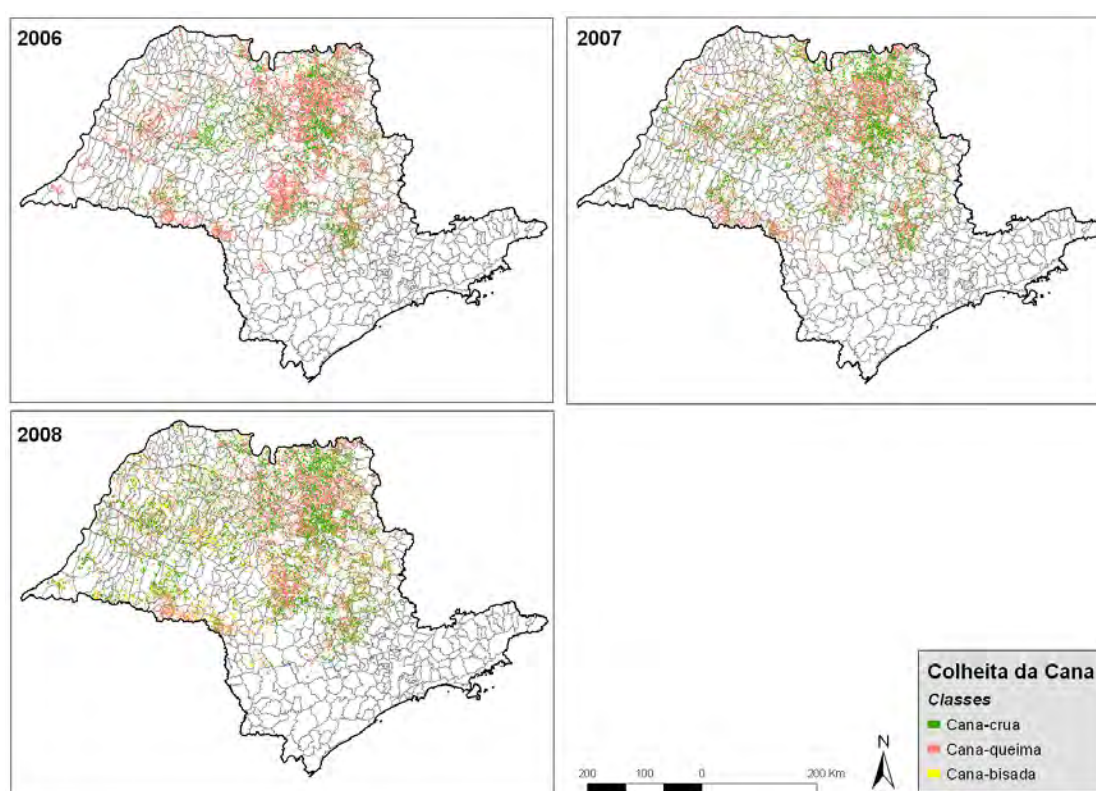 2006
2007
2008
Colheita da Cana
Classes
Cana-crua
Cana-queima
Cana-bisada
N
200 100 0 200 Km